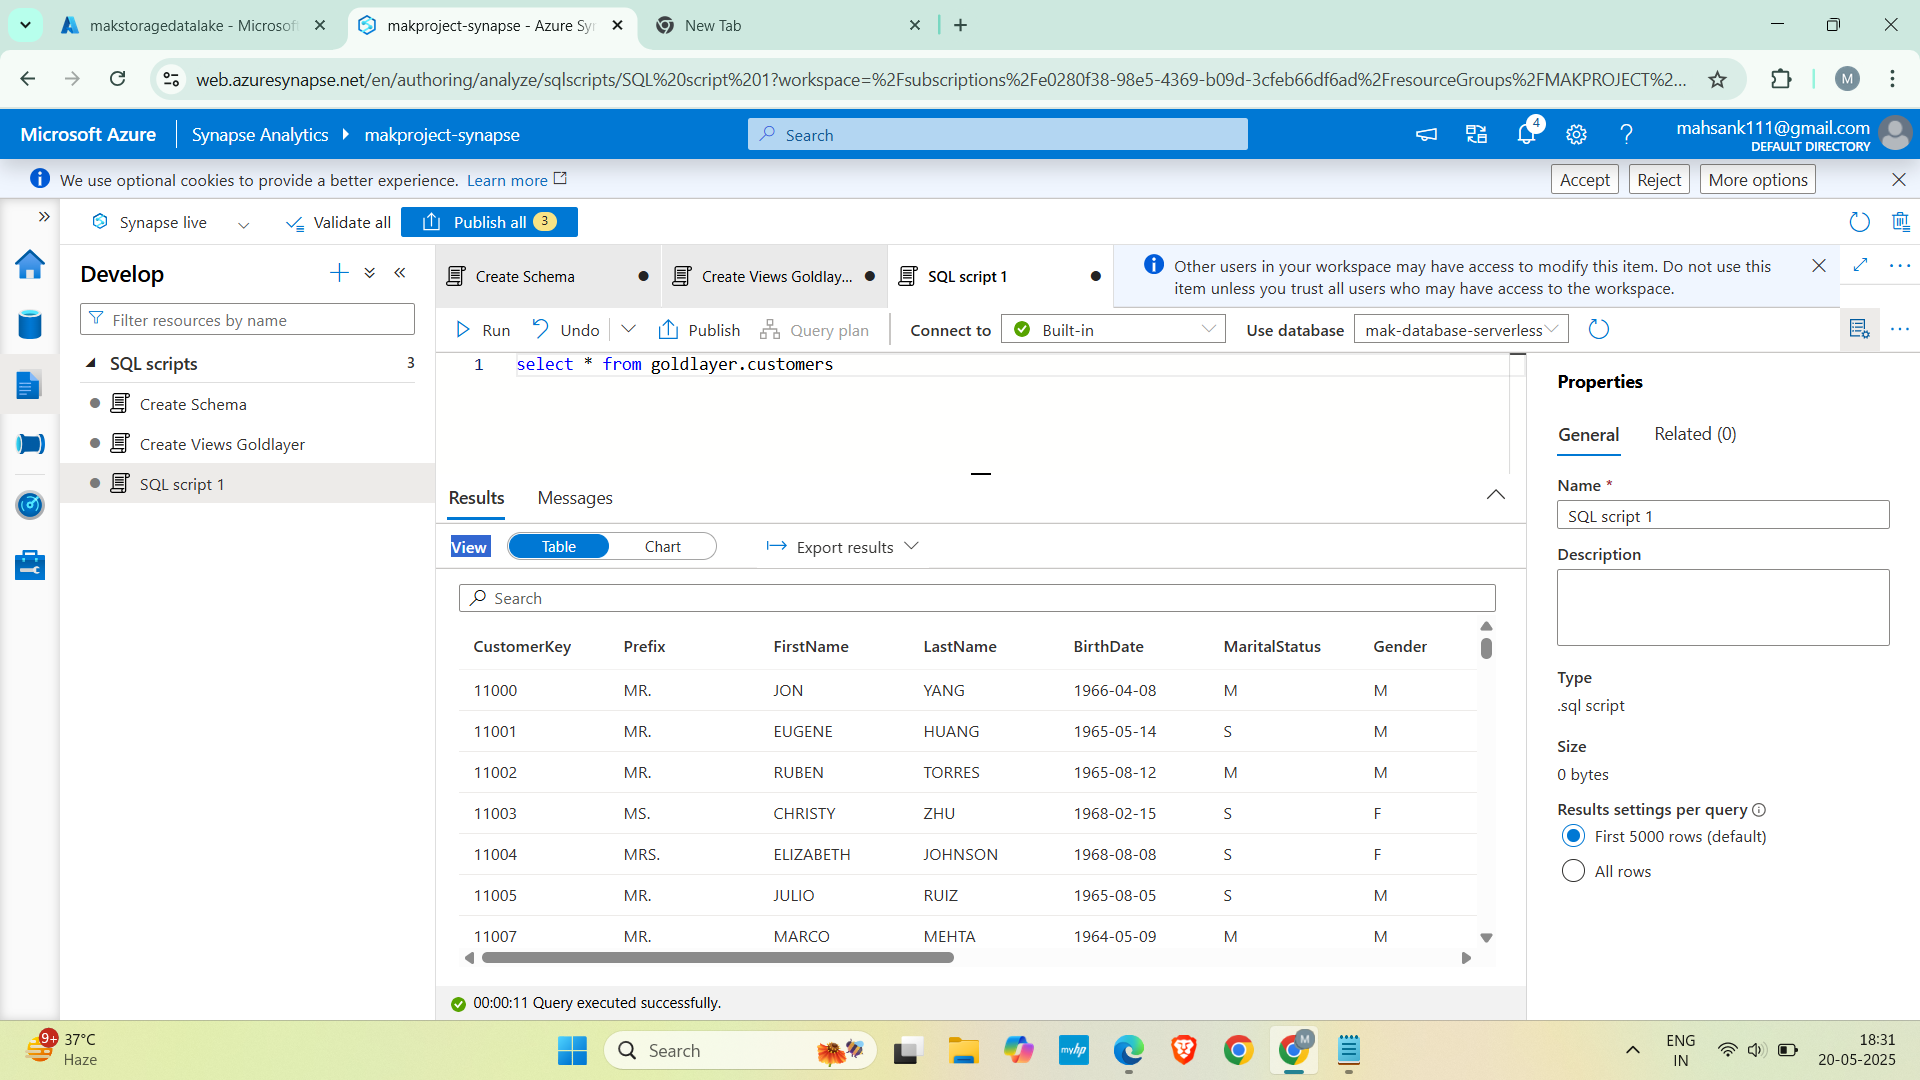 makstoragedatalake - Microsoft
makproject-synapse - Azure Syn
New Tab
web.azuresynapse.net/en/authoring/analyze/sqlscripts/SQL%20script%201?workspace=%2Fsubscriptions%2Fe0280f38-98e5-4369-b09d-3cfeb66df6ad%2FresourceGroups%2FMAKPROJECT%2...
M
Microsoft Azure
Synapse Analytics
makproject-synapse
Search
4
mahsank111@gmail.com
DEFAULT DIRECTORY
We use optional cookies to provide a better experience. Learn more
Accept
Reject
More options
Synapse live
Validate all
Publish all 3
Develop
Filter resources by name
SQL scripts 3
Create Schema
Create Views Goldlayer
SQL script 1
Create Schema
Create Views Goldlay...
SQL script 1
Other users in your workspace may have access to modify this item. Do not use this
item unless you trust all users who may have access to the workspace.
Run
Undo
Publish
Query plan
Connect to
Built-in
Use database
mak-database-serverless
1 select * from goldlayer.customers
Results
Messages
View
Table
Chart
Export results
Search
CustomerKey Prefix FirstName LastName BirthDate MaritalStatus Gender
11000 MR. JON YANG 1966-04-08 M M
11001 MR. EUGENE HUANG 1965-05-14 S M
11002 MR. RUBEN TORRES 1965-08-12 M M
11003 MS. CHRISTY ZHU 1968-02-15 S F
11004 MRS. ELIZABETH JOHNSON 1968-08-08 S F
11005 MR. JULIO RUIZ 1965-08-05 S M
11007 MR. MARCO MEHTA 1964-05-09 M M
00:00:11 Query executed successfully.
Properties
General
Related (0)
Name *
SQL script 1
Description
Type
.sql script
Size
0 bytes
Results settings per query
First 5000 rows (default)
All rows
9+
37°C
Haze
Search
myhp
M
ENG
IN
18:31
20-05-2025